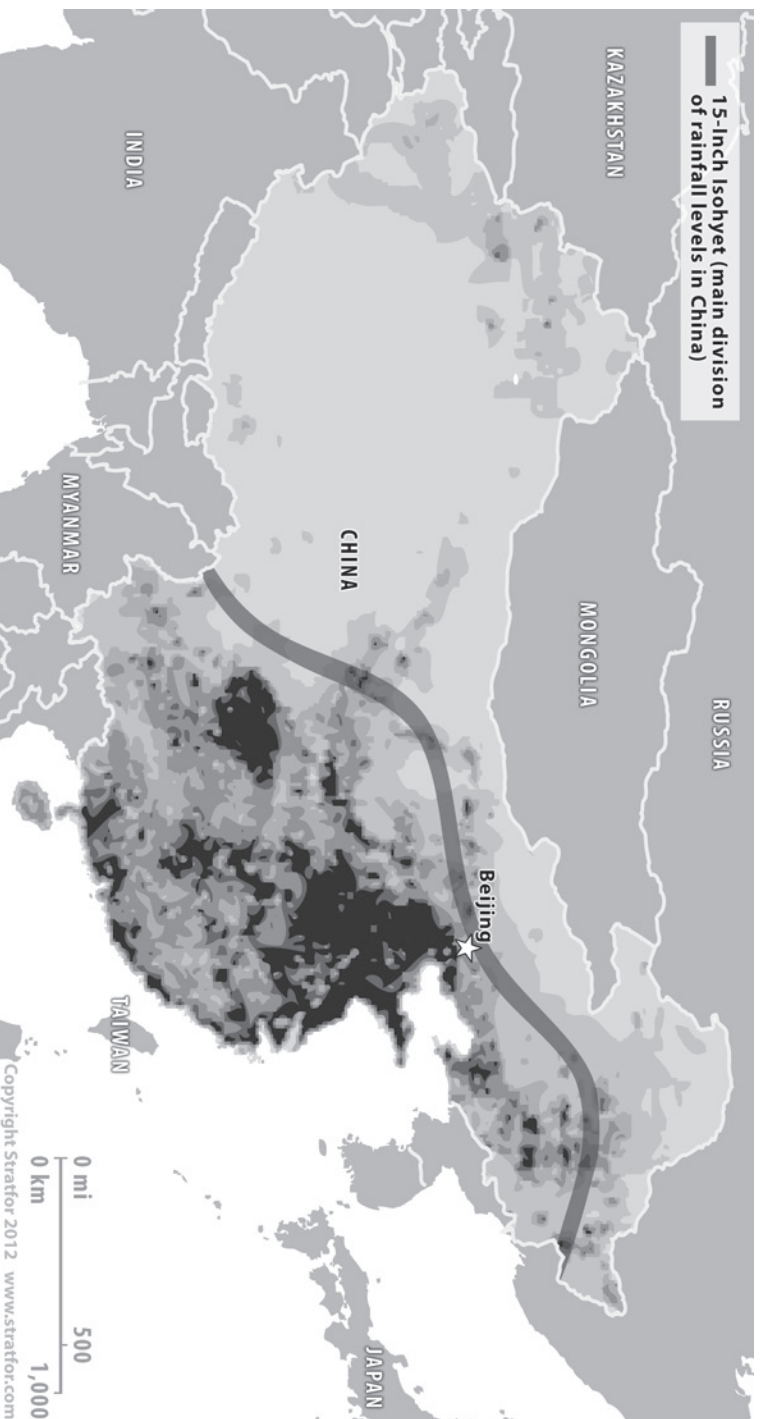 15-Inch Isohyet (main division
of rainfall levels in China)
KAZAKHSTAN
RUSSIA
MONGOLIA
CHINA
Beijing
INDIA
MYANMAR
TAIWAN
JAPAN
0 mi 500
0 km 1,000
Copyright Stratfor 2012 www.stratfor.com